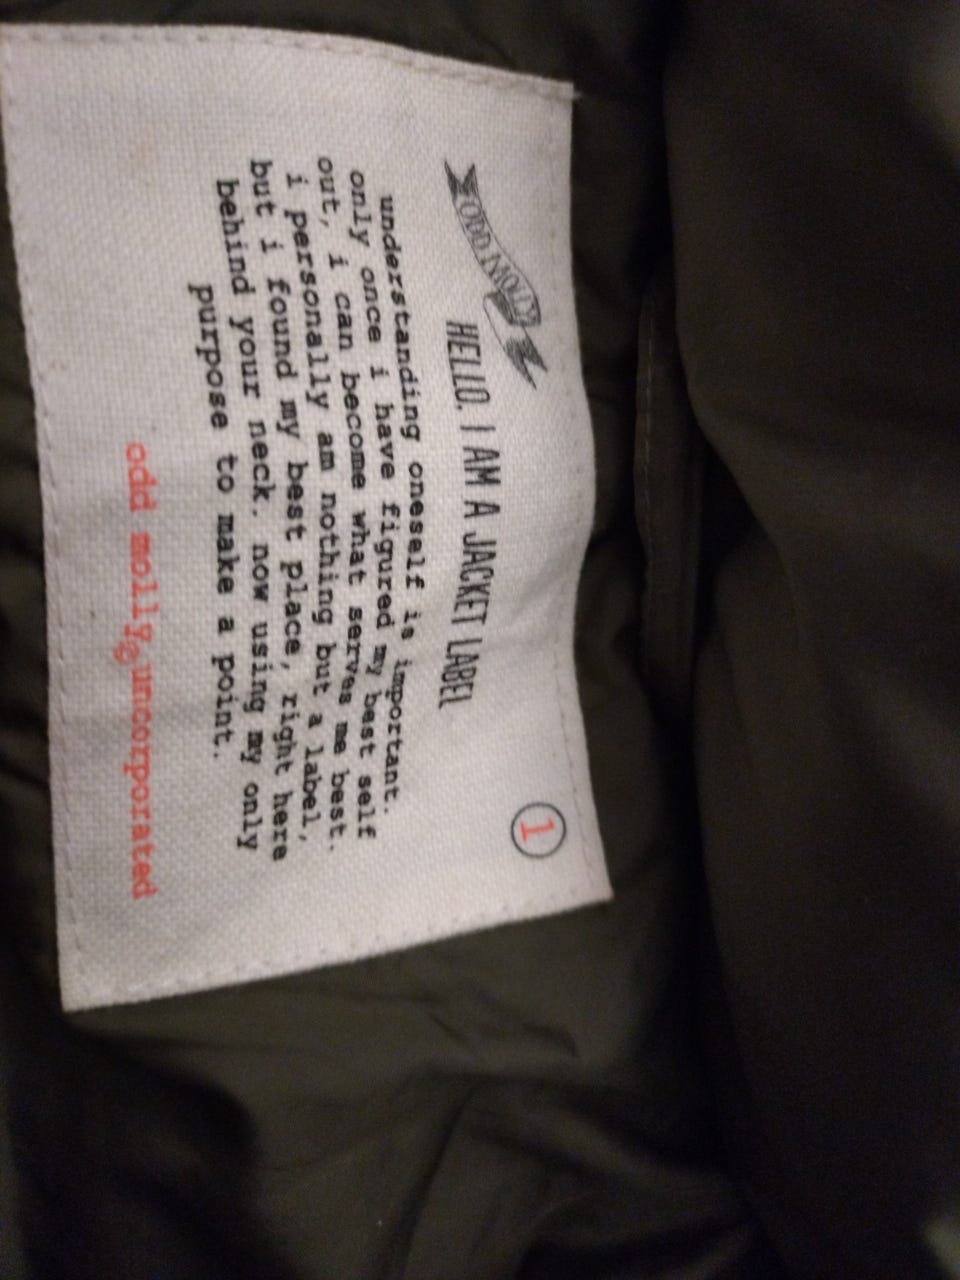 ODD MOLLY
1
HELLO. I AM A JACKET LABEL
understanding oneself is important.
only once i have figured my best self
out, i can become what serves me best.
i personally am nothing but a label,
but i found my best place, right here
behind your neck. now using my only
purpose to make a point.
odd molly@uncorporated